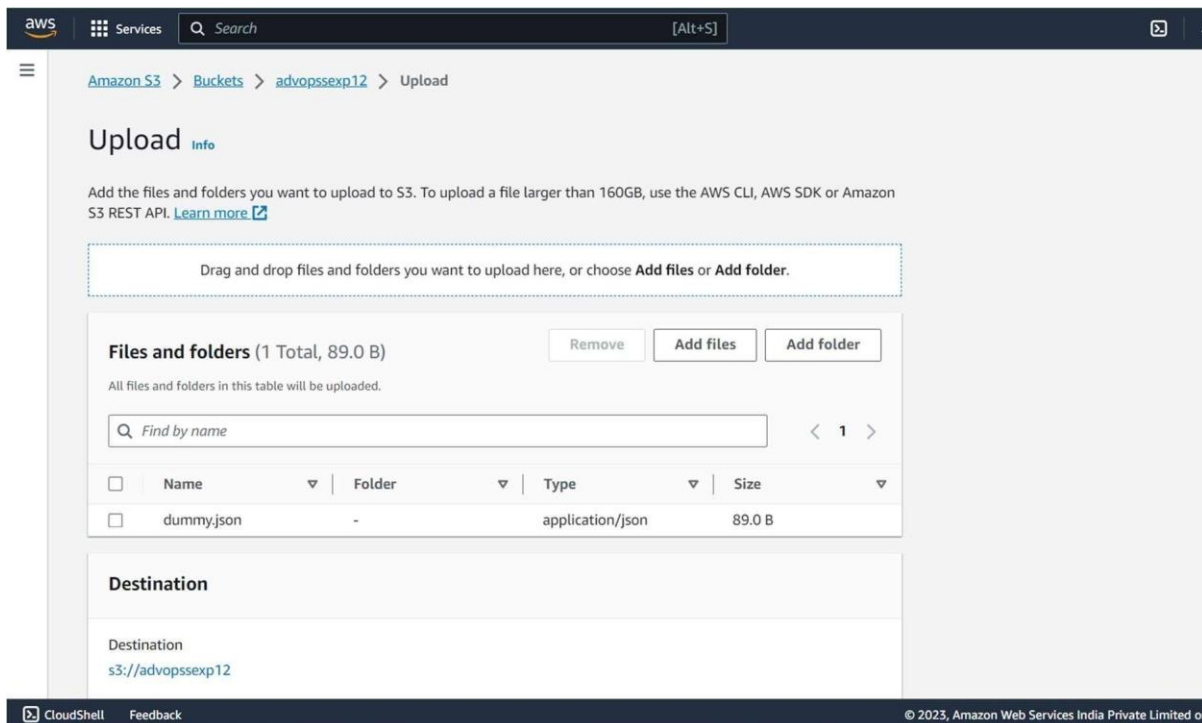 aws
Services
Search
[Alt+S]
Amazon S3 > Buckets > advopssexp12 > Upload
Upload Info
Add the files and folders you want to upload to S3. To upload a file larger than 160GB, use the AWS CLI, AWS SDK or Amazon
S3 REST API. Learn more
Drag and drop files and folders you want to upload here, or choose Add files or Add folder.
Files and folders (1 Total, 89.0 B)
Remove
Add files
Add folder
All files and folders in this table will be uploaded.
Find by name
< 1 >
Name Folder Type Size
dummy.json - application/json 89.0 B
Destination
Destination
s3://advopssexp12
CloudShell Feedback
© 2023, Amazon Web Services India Private Limited o